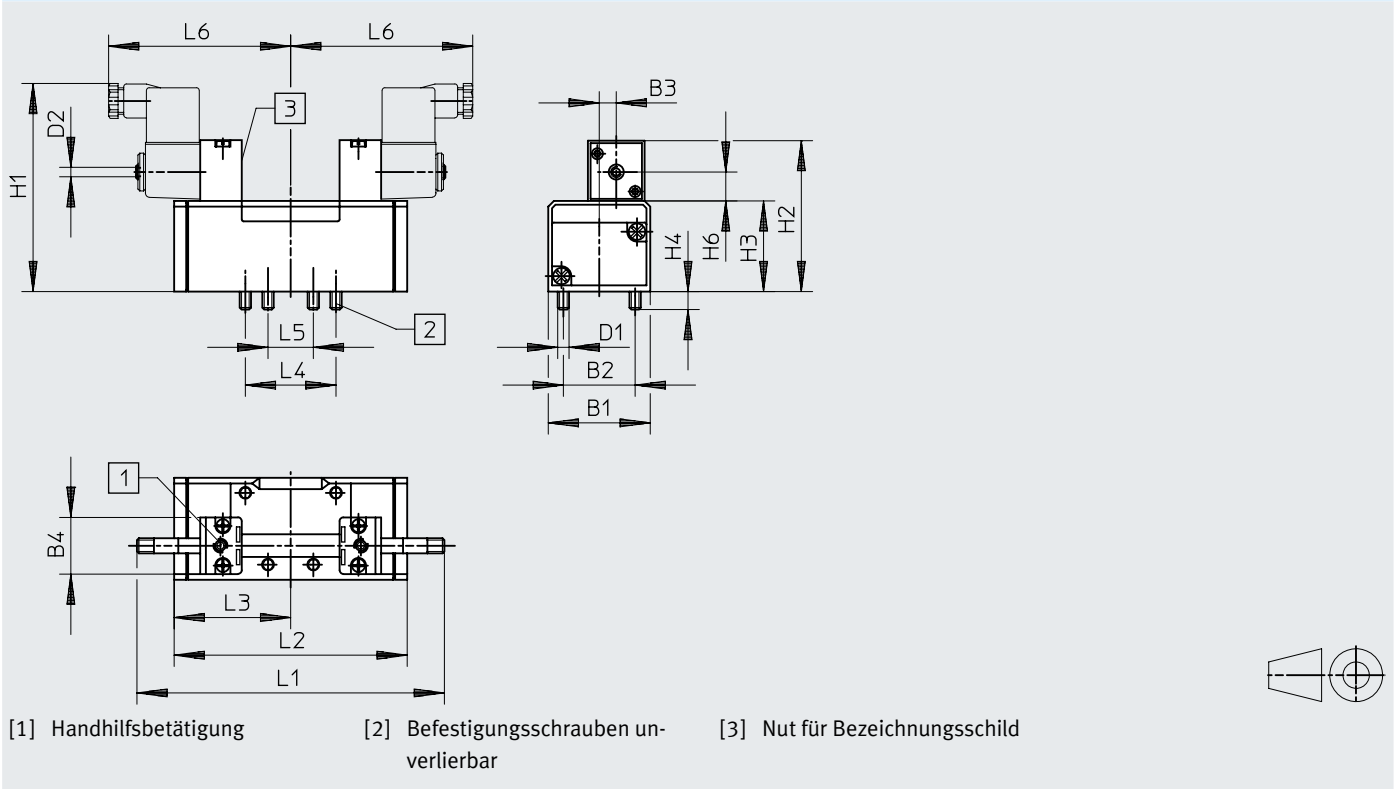 L6
L6
B3
3
D2
H1
H4
H6
H3
H2
2
L5
D1
L4
B2
B1
1
B4
L3
L2
L1
[1] Handhilfsbetätigung
[2] Befestigungsschrauben un-
verlierbar
[3] Nut für Bezeichnungsschild